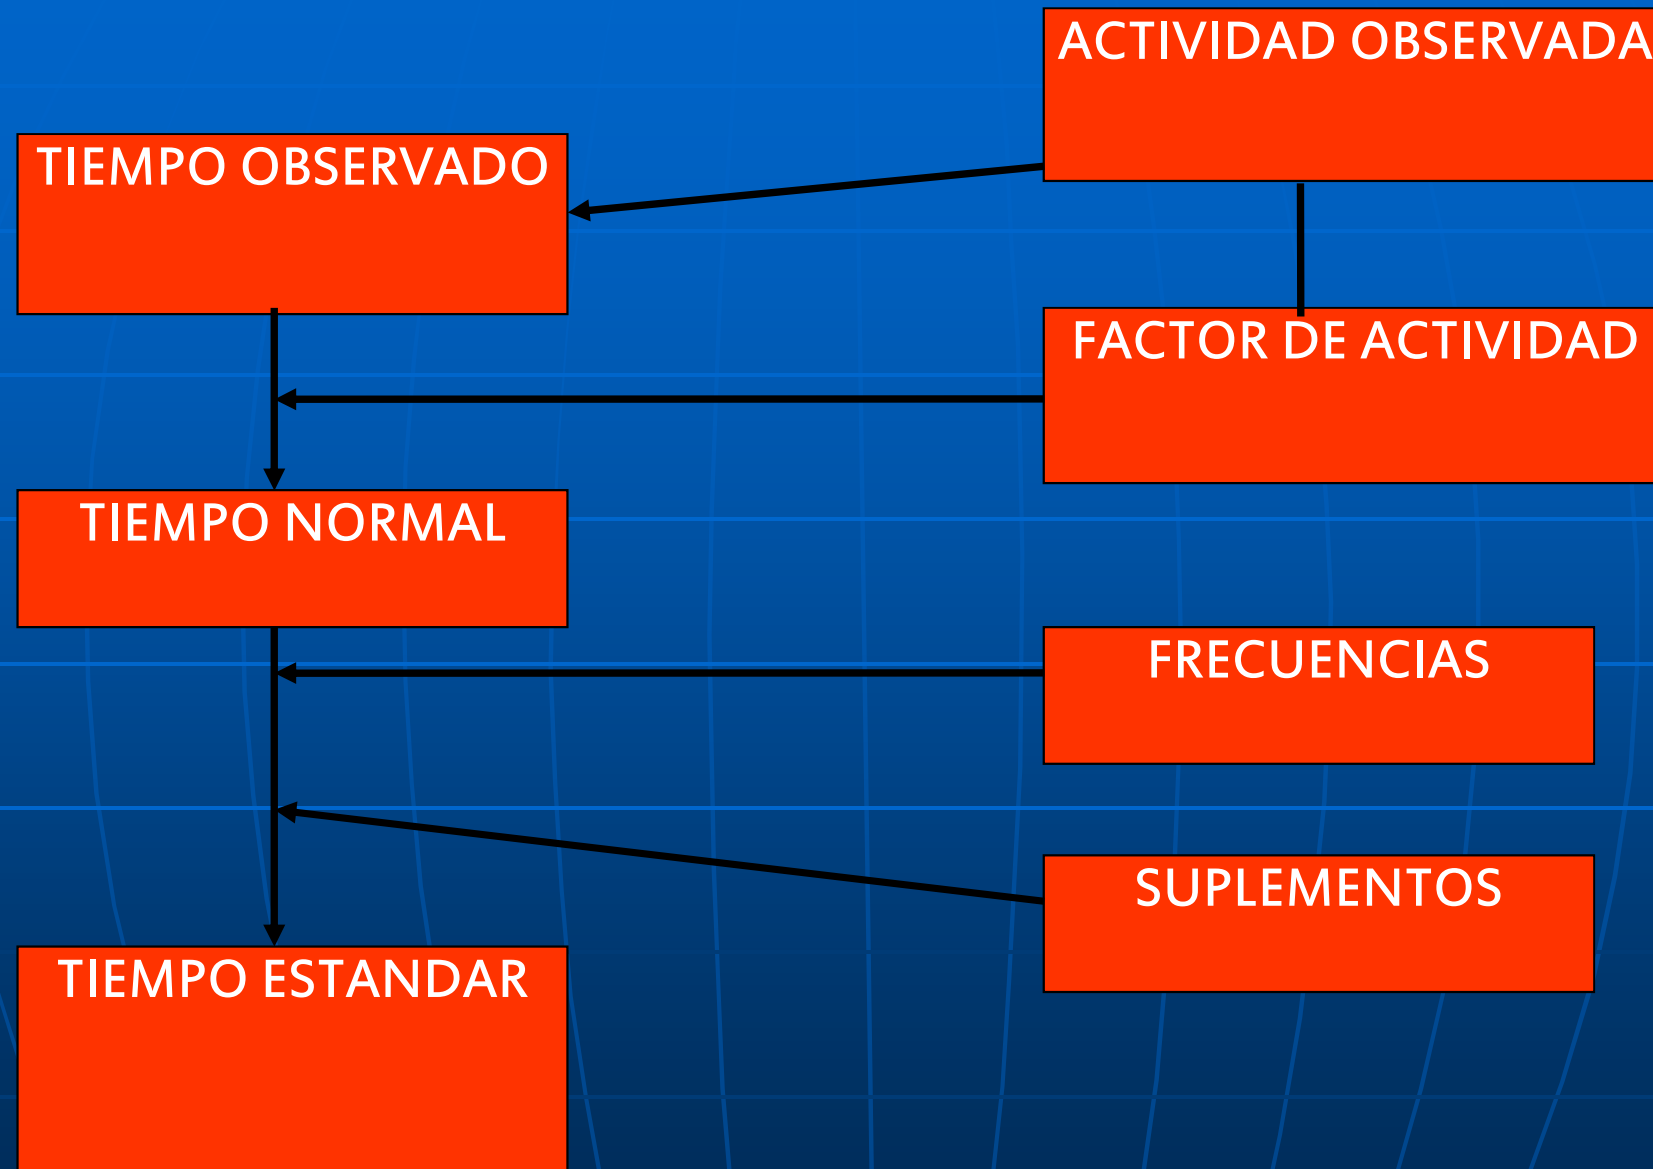 ACTIVIDAD OBSERVADA
TIEMPO OBSERVADO
FACTOR DE ACTIVIDAD
TIEMPO NORMAL
FRECUENCIAS
SUPLEMENTOS
TIEMPO ESTANDAR